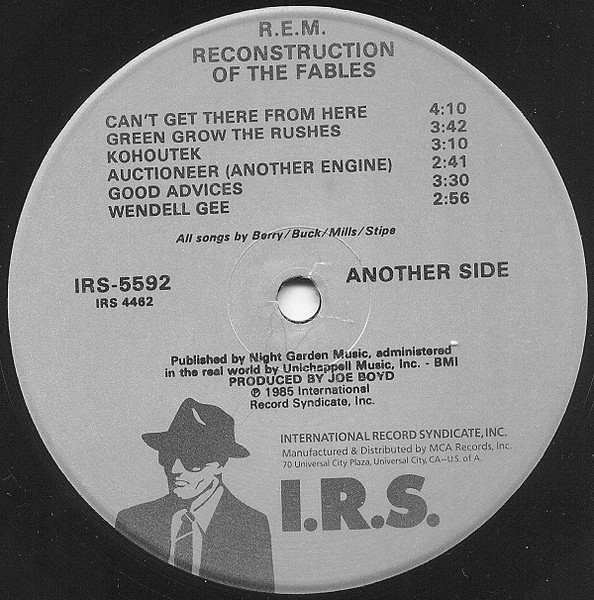 R.E.M.
RECONSTRUCTION
OF THE FABLES
CAN'T GET THERE FROM HERE 4:10
GREEN GROW THE RUSHES 3:42
KOHOUTEK 3:10
AUCTIONEER (ANOTHER ENGINE) 2:41
GOOD ADVICES 3:30
WENDELL GEE 2:56
All songs by Berry/Buck/Mills/Stipe
IRS-5592
IRS 4462
ANOTHER SIDE
Published by Night Garden Music, administered
in the real world by Unichappell Music, Inc. - BMI
PRODUCED BY JOE BOYD
℗ 1985 International
Record Syndicate, Inc.
INTERNATIONAL RECORD SYNDICATE, INC.
Manufactured & Distributed by MCA Records, Inc.
70 Universal City Plaza, Universal City, CA–U.S. of A.
I.R.S.